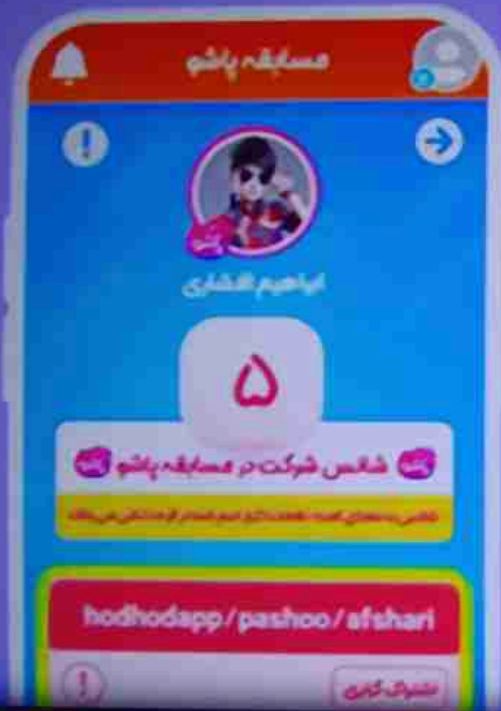 مسابقه پاشو
ابراهیم افشاری
۵
شانس شرکت در مسابقه پاشو
hodhodapp/pashoo/afshari
اشتراک گذاری